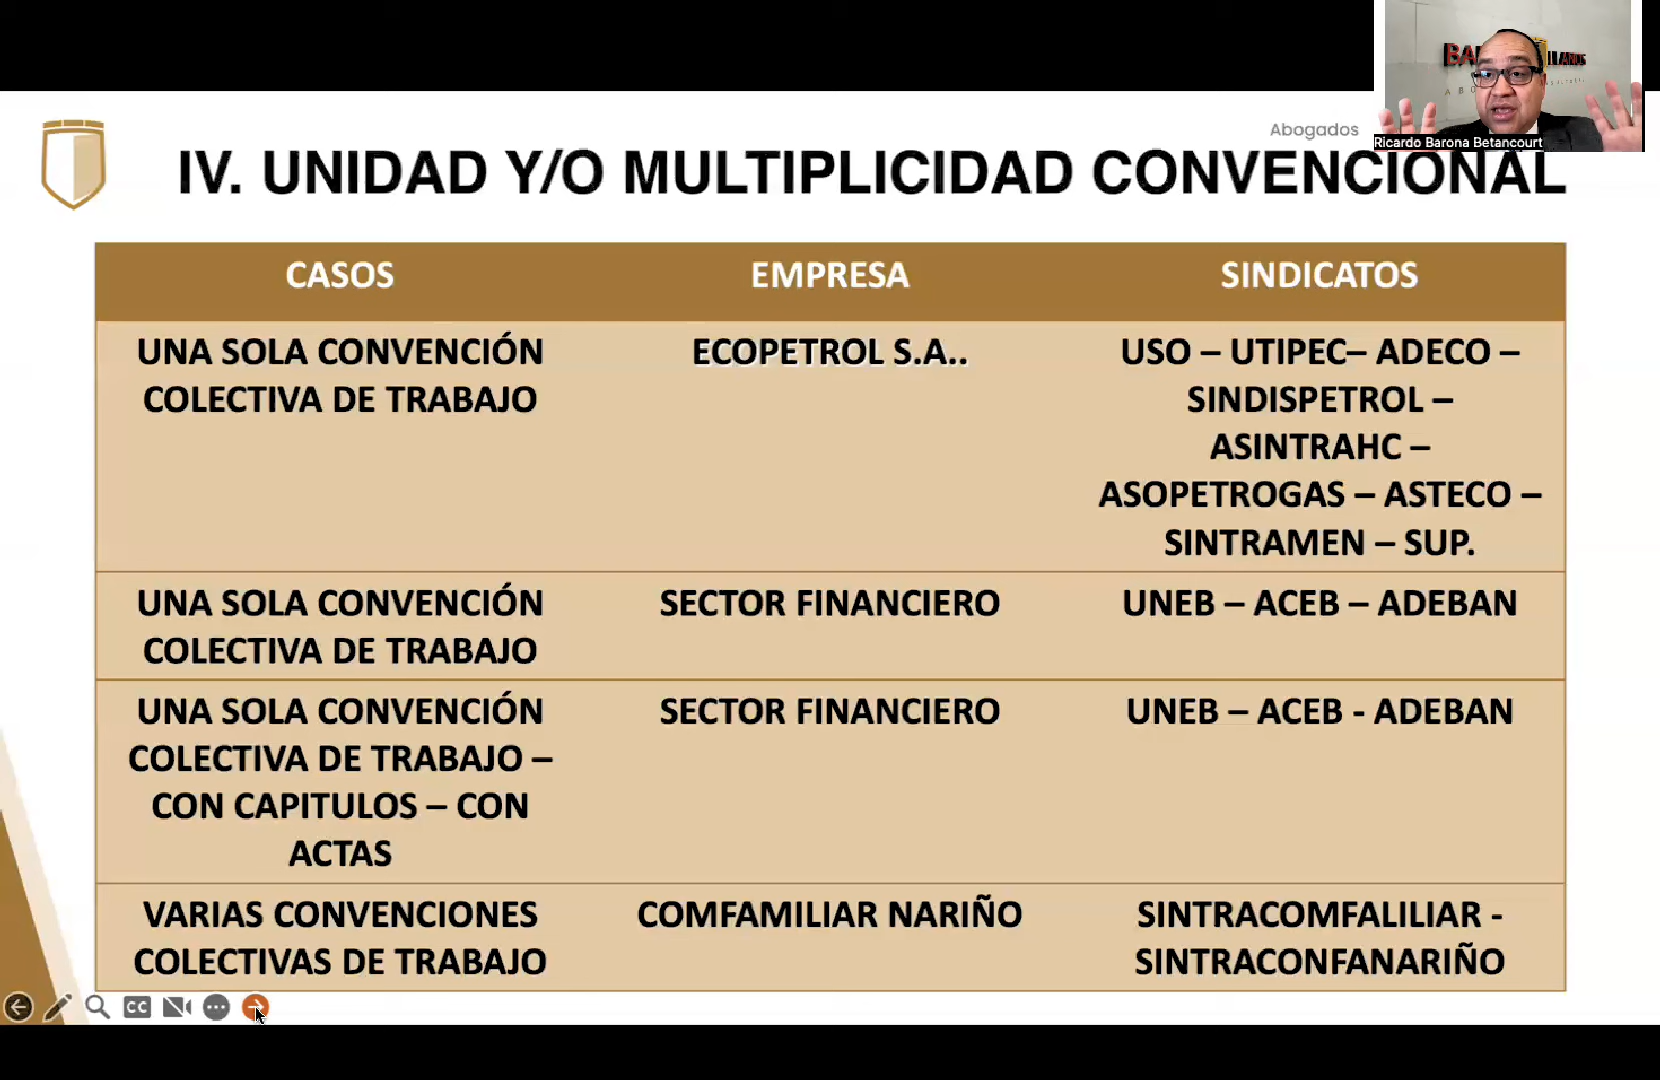 Abogados
Ricardo Barona Betancourt
IV. UNIDAD Y/O MULTIPLICIDAD CONVENCIONAL
CASOS
EMPRESA
SINDICATOS
UNA SOLA CONVENCIÓN
COLECTIVA DE TRABAJO
ECOPETROL S.A..
USO – UTIPEC– ADECO –
SINDISPETROL –
ASINTRAHC –
ASOPETROGAS – ASTECO –
SINTRAMEN – SUP.
UNA SOLA CONVENCIÓN
COLECTIVA DE TRABAJO
SECTOR FINANCIERO
UNEB – ACEB – ADEBAN
UNA SOLA CONVENCIÓN
COLECTIVA DE TRABAJO –
CON CAPITULOS – CON
ACTAS
SECTOR FINANCIERO
UNEB – ACEB - ADEBAN
VARIAS CONVENCIONES
COLECTIVAS DE TRABAJO
COMFAMILIAR NARIÑO
SINTRACOMFALILIAR -
SINTRACONFANARIÑO
CC